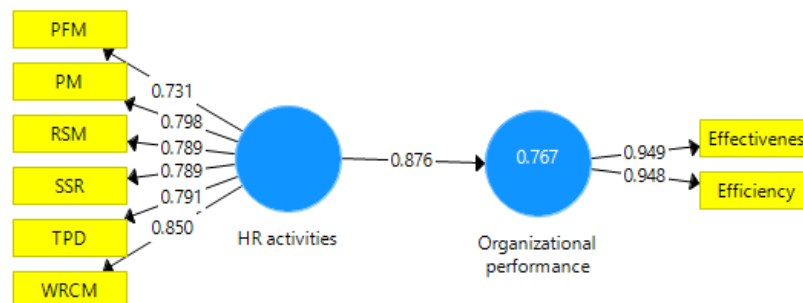 PFM
PM
RSM
SSR
TPD
WRCM
0.731
0.798
0.789
0.789
0.791
0.850
HR activities
0.876
0.767
Organizational
performance
0.949
0.948
Effectivenes
Efficiency